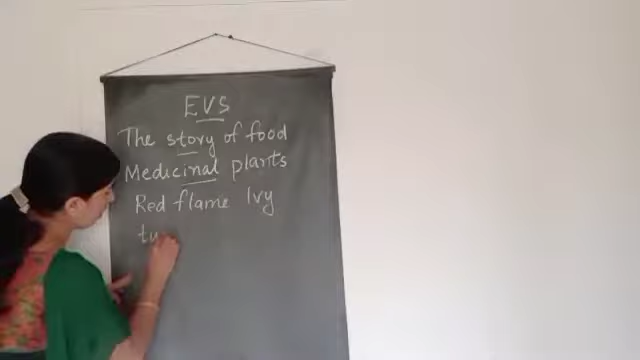 EVS
The story of food
Medicinal plants
Red flame Ivy
tu